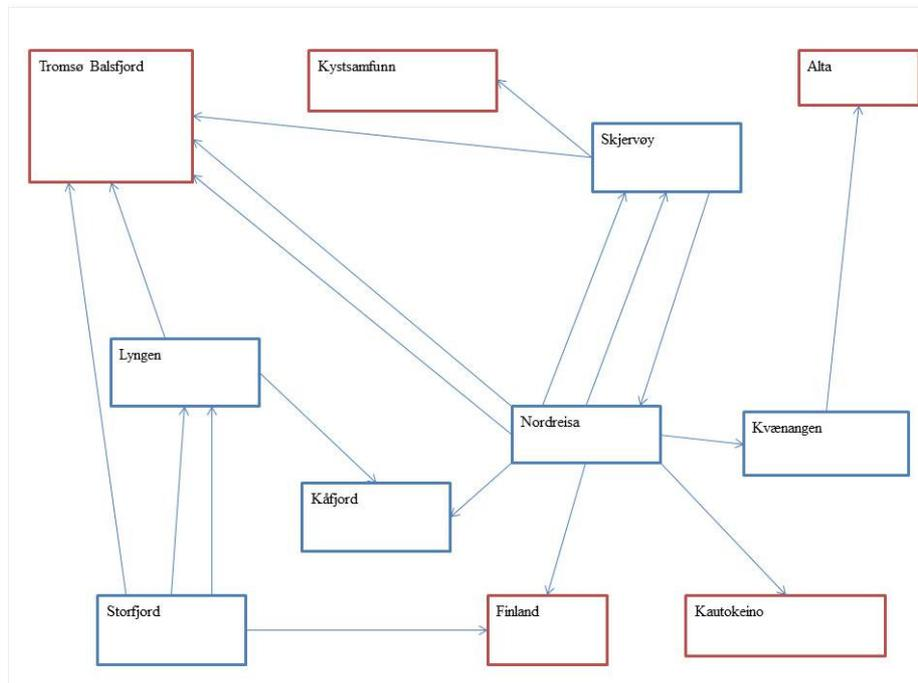 Tromsø Balsfjord
Kystsamfunn
Alta
Skjervøy
Lyngen
Nordreisa
Kvænangen
Kåfjord
Storfjord
Finland
Kautokeino